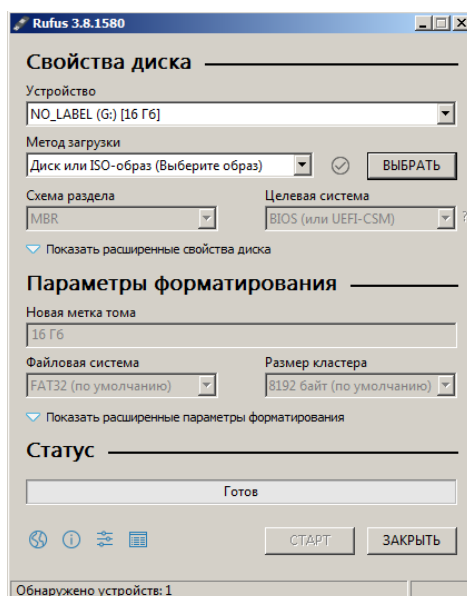 Rufus 3.8.1580
Свойства диска
Устройство
NO_LABEL (G:) [16 Гб]
Метод загрузки
Диск или ISO-образ (Выберите образ)
ВЫБРАТЬ
Схема раздела
Целевая система
MBR
BIOS (или UEFI-CSM)
?
Показать расширенные свойства диска
Параметры форматирования
Новая метка тома
16 Гб
Файловая система
Размер кластера
FAT32 (по умолчанию)
8192 байт (по умолчанию)
Показать расширенные параметры форматирования
Статус
Готов
СТАРТ
ЗАКРЫТЬ
Обнаружено устройств: 1